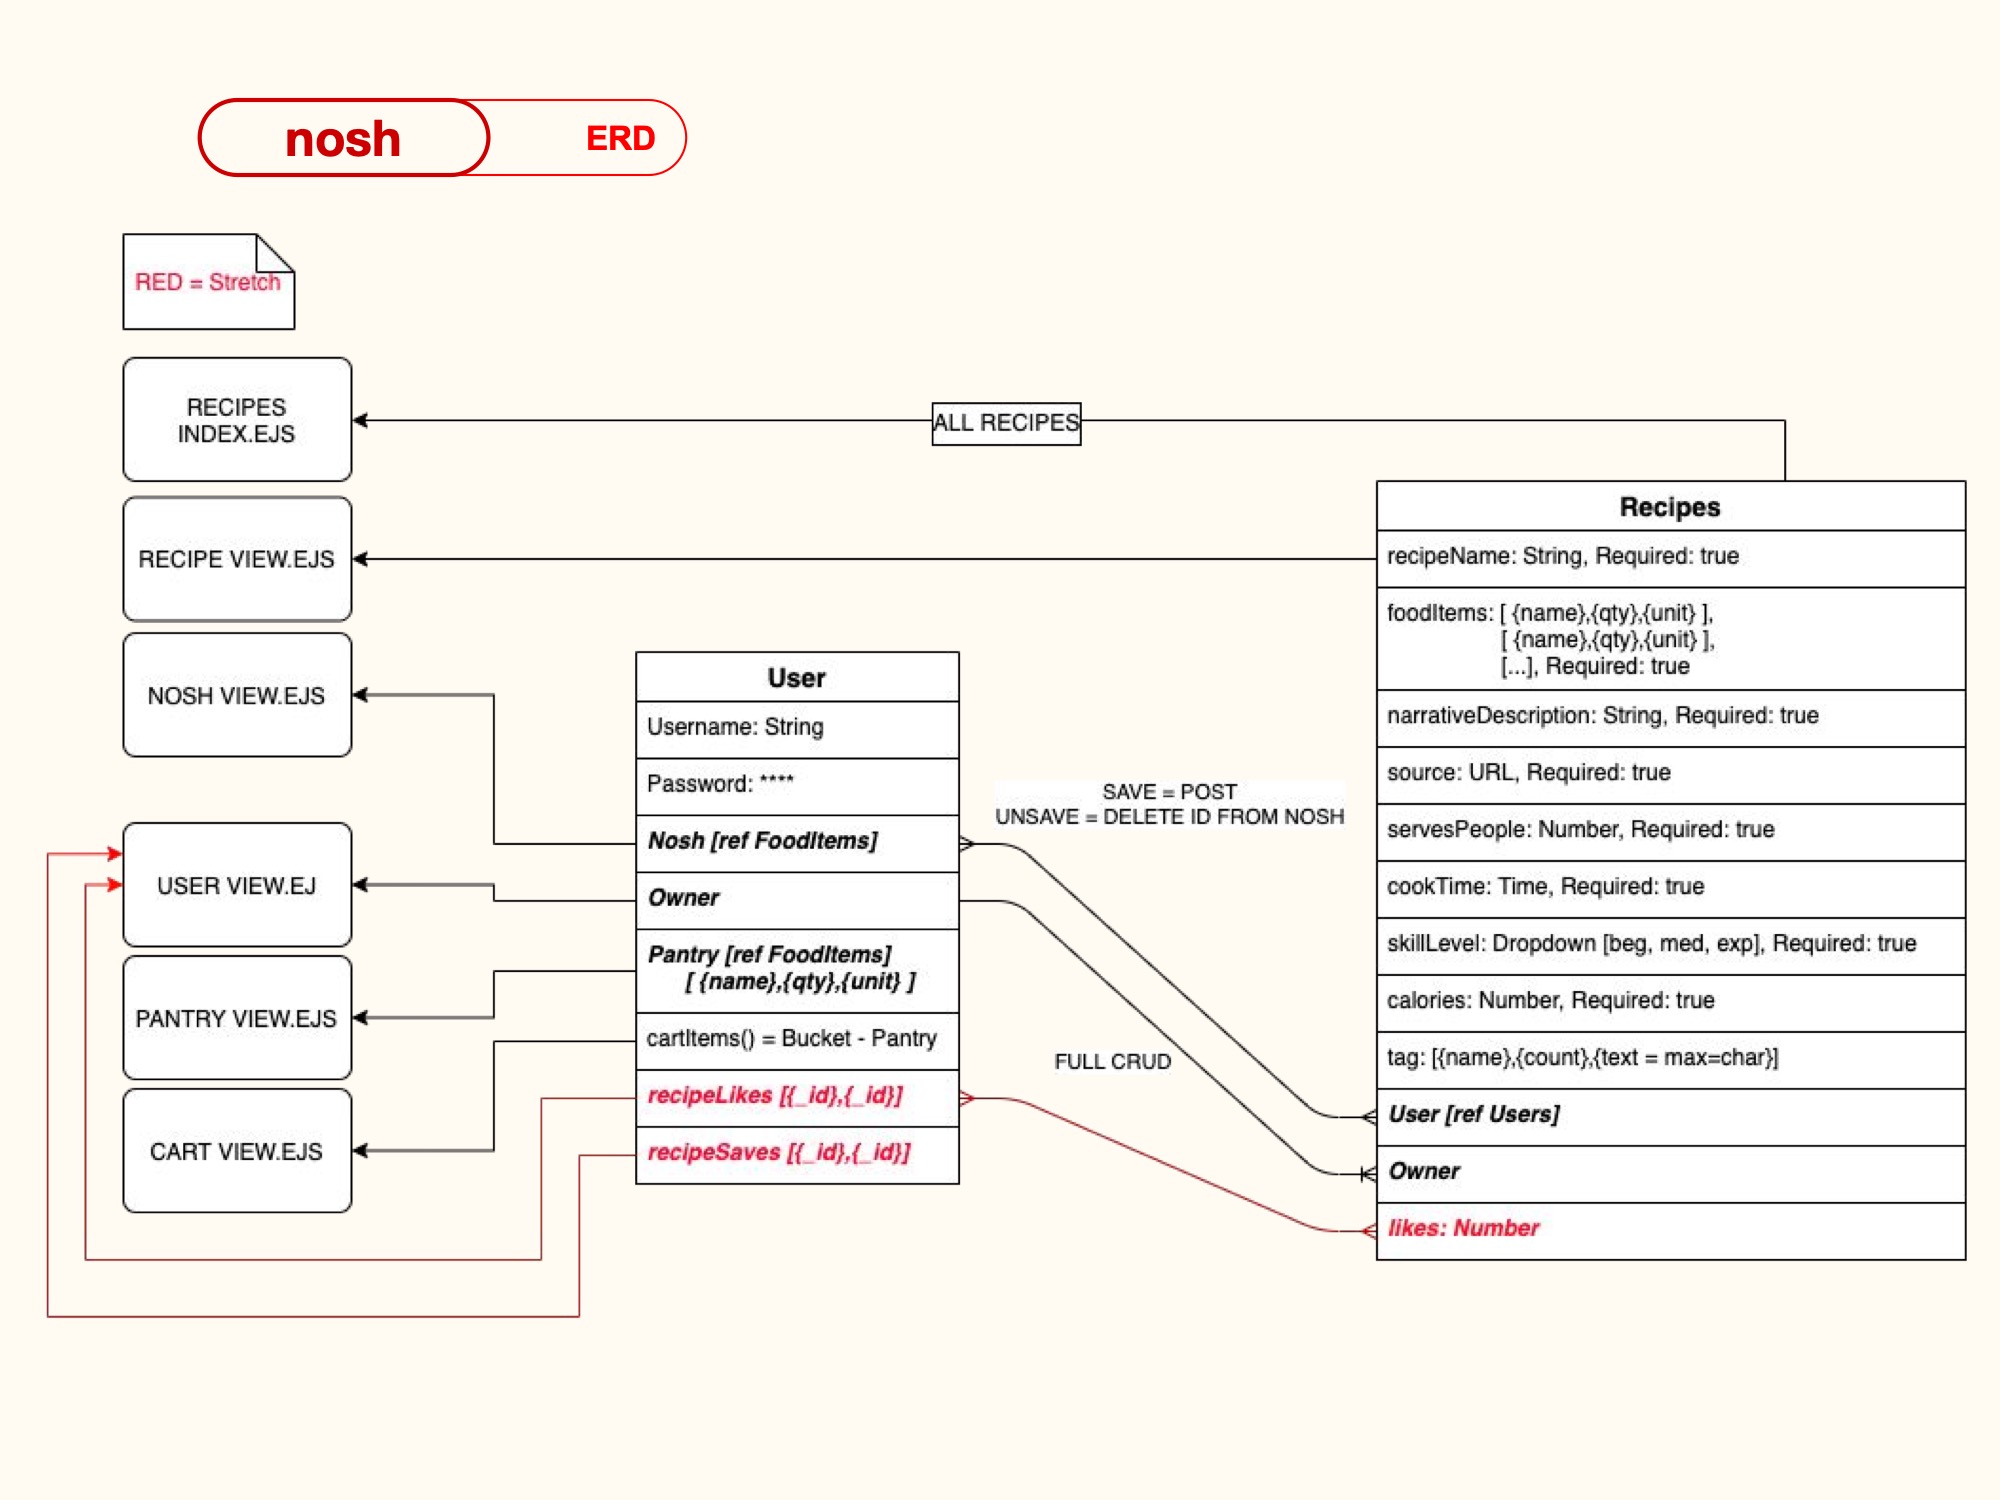 nosh
ERD
RED = Stretch
RECIPES
INDEX.EJS
ALL RECIPES
RECIPE VIEW.EJS
NOSH VIEW.EJS
USER VIEW.EJ
PANTRY VIEW.EJS
CART VIEW.EJS
User
Username: String
Password: ****
Nosh [ref FoodItems]
Owner
Pantry [ref FoodItems]
[ {name},{qty},{unit} ]
cartItems() = Bucket - Pantry
recipeLikes [{_id},{_id}]
recipeSaves [{_id},{_id}]
SAVE = POST
UNSAVE = DELETE ID FROM NOSH
FULL CRUD
Recipes
recipeName: String, Required: true
foodItems: [ {name},{qty},{unit} ],
[ {name},{qty},{unit} ],
[...], Required: true
narrativeDescription: String, Required: true
source: URL, Required: true
servesPeople: Number, Required: true
cookTime: Time, Required: true
skillLevel: Dropdown [beg, med, exp], Required: true
calories: Number, Required: true
tag: [{name},{count},{text = max=char}]
User [ref Users]
Owner
likes: Number